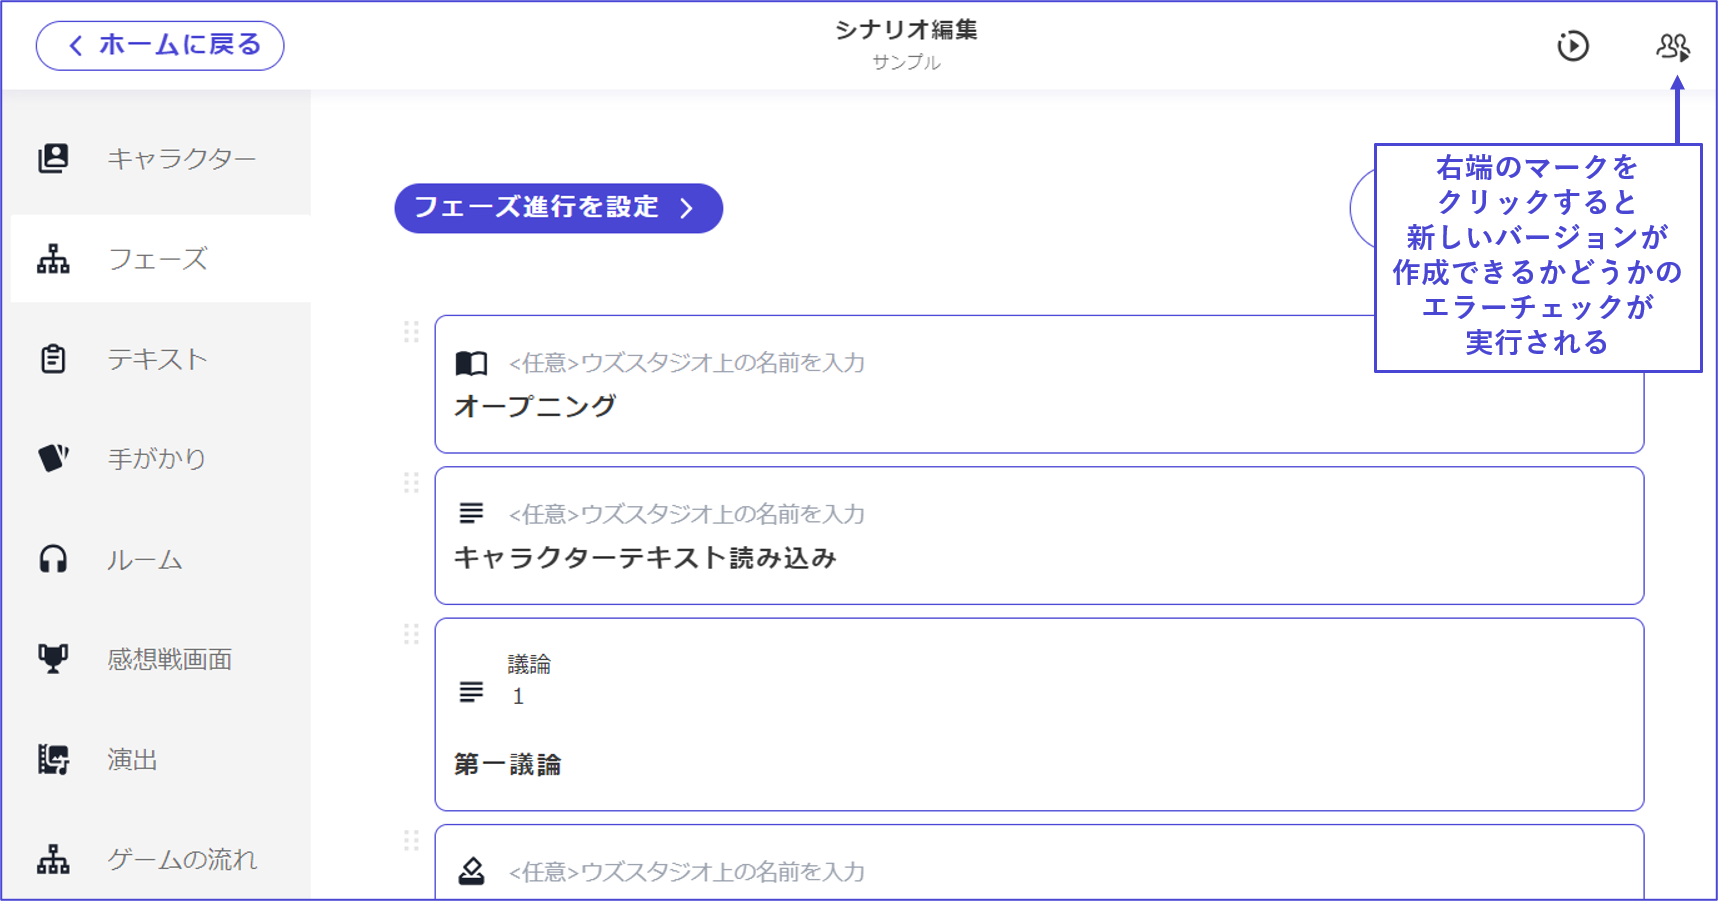 ホームに戻る
シナリオ編集
サンプル
キャラクター
フェーズ
テキスト
手がかり
ルーム
感想戦画面
演出
ゲームの流れ
フェーズ進行を設定
右端のマークを
クリックすると
新しいバージョンが
作成できるかどうかの
エラーチェックが
実行される
<任意>ウズスタジオ上の名前を入力
オープニング
<任意>ウズスタジオ上の名前を入力
キャラクターテキスト読み込み
議論
1
第一議論
<任意>ウズスタジオ上の名前を入力